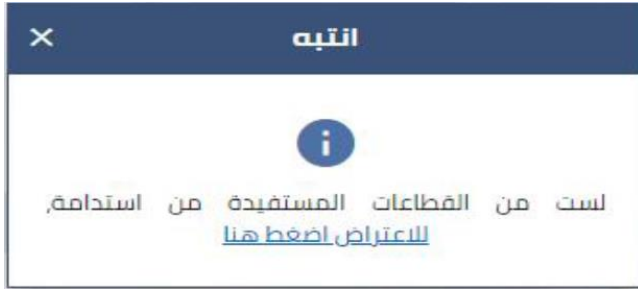 انتبه
لست من القطاعات المستفيدة من استدامة,
للاعتراض اضغط هنا